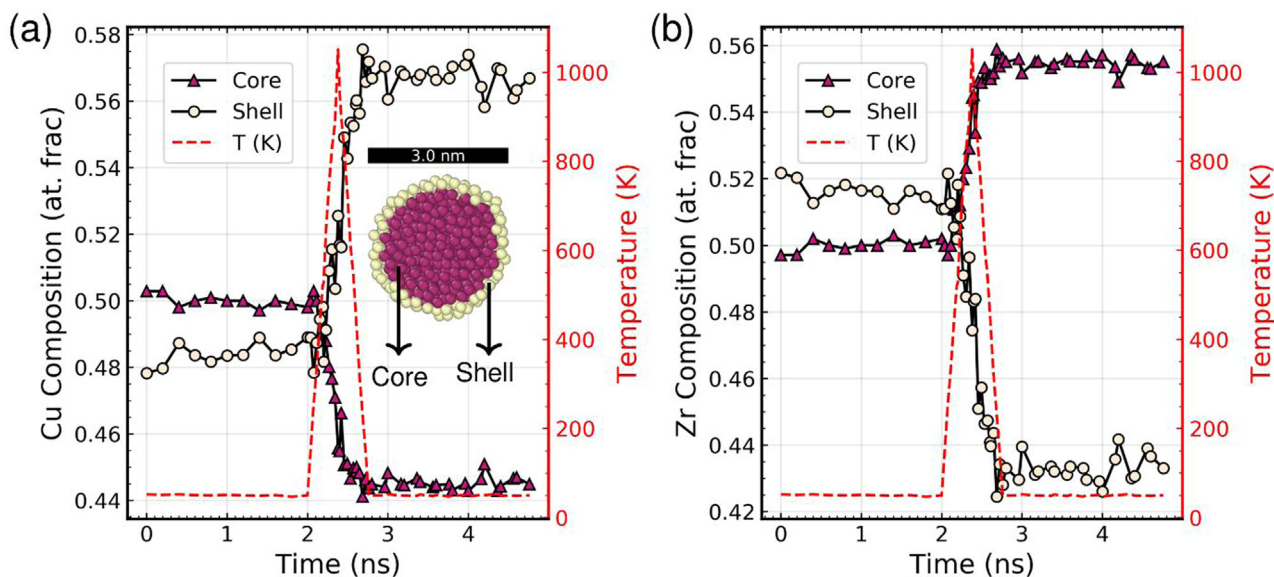 (a)
0.58
0.56
0.54
0.52
0.50
0.48
0.46
0.44
Cu Composition (at. frac)
Core
Shell
T (K)
3.0 nm
Core
Shell
1000
800
600
400
200
0
Temperature (K)
0
1
2
3
4
Time (ns)
(b)
0.56
0.54
0.52
0.50
0.48
0.46
0.44
0.42
Zr Composition (at. frac)
Core
Shell
T (K)
1000
800
600
400
200
0
Temperature (K)
0
1
2
3
4
Time (ns)